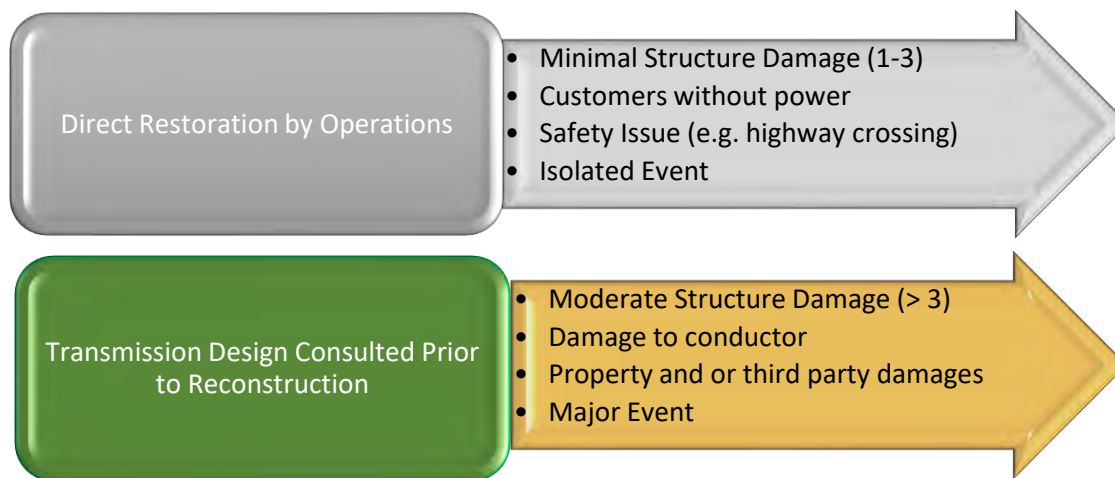 Direct Restoration by Operations
• Minimal Structure Damage (1-3)
• Customers without power
• Safety Issue (e.g. highway crossing)
• Isolated Event
Transmission Design Consulted Prior
to Reconstruction
• Moderate Structure Damage (> 3)
• Damage to conductor
• Property and or third party damages
• Major Event